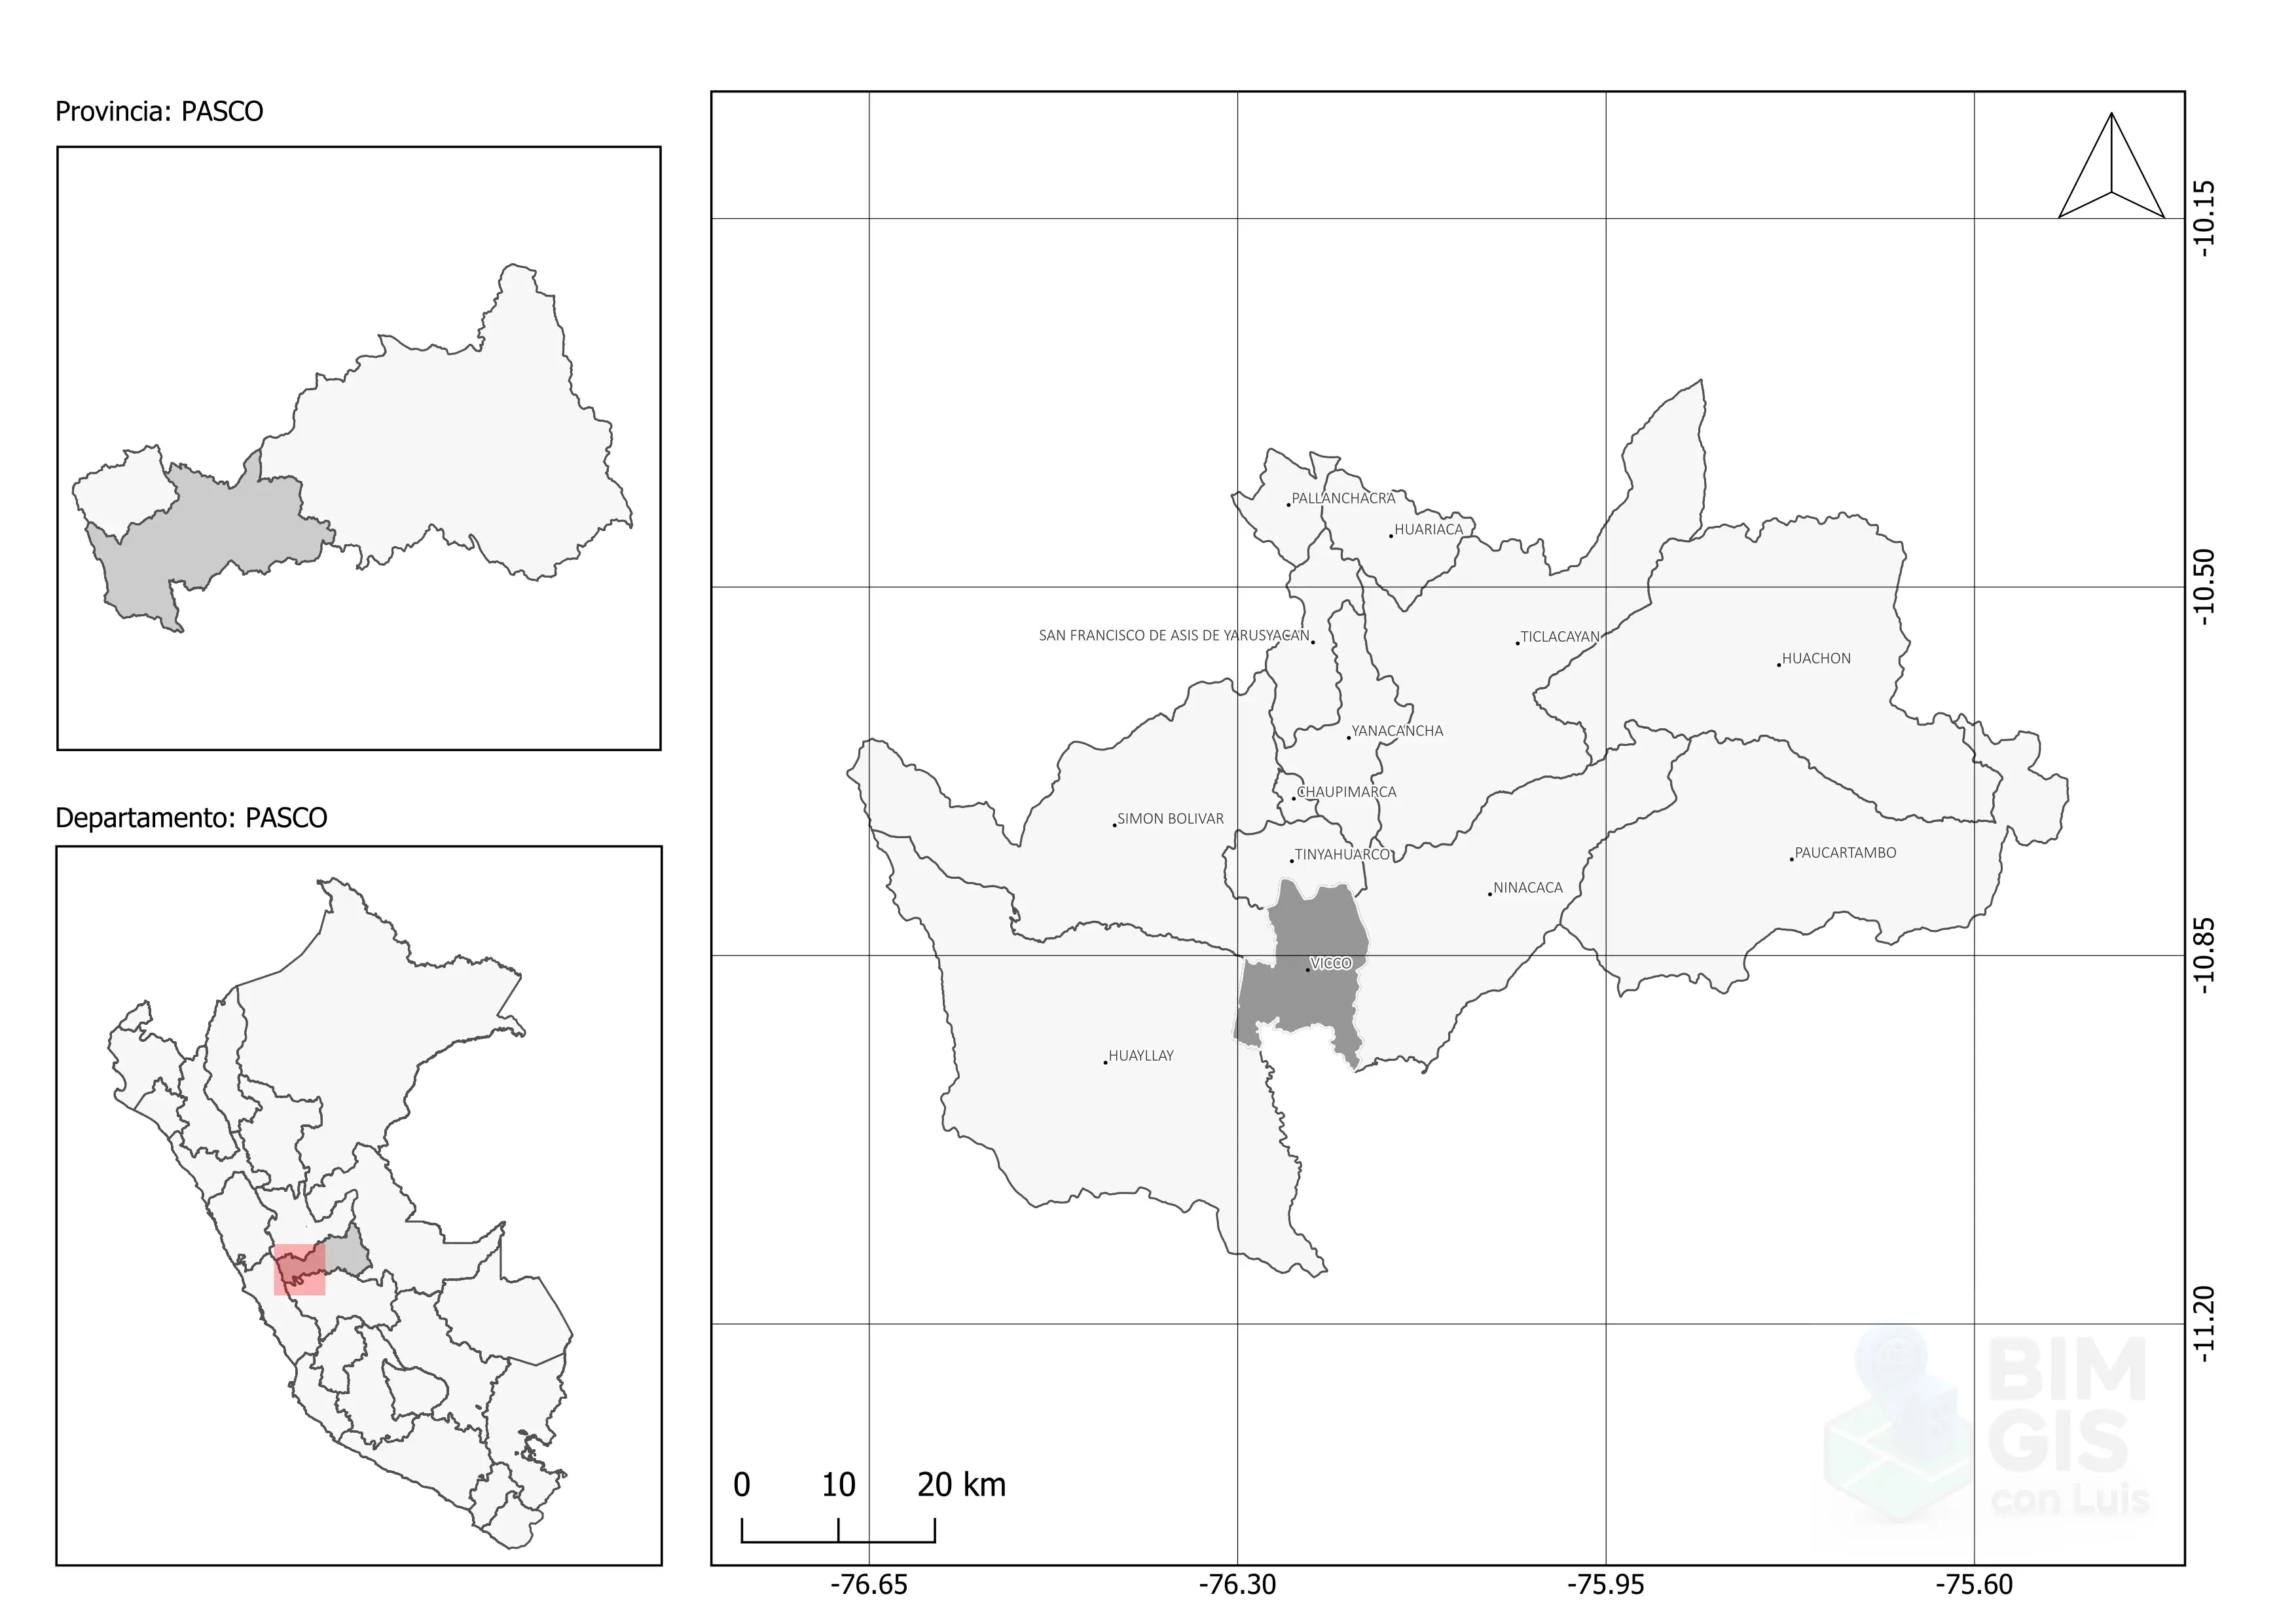 Provincia: PASCO
Departamento: PASCO
PALLANCHACRA
HUARIACA
SAN FRANCISCO DE ASIS DE YARUSYACAN
TICLACAYAN
HUACHON
YANACANCHA
CHAUPIMARCA
SIMON BOLIVAR
TINYAHUARCO
PAUCARTAMBO
NINACACA
VICCO
HUAYLLAY
-10.15
-10.50
-10.85
-11.20
0 10 20 km
-76.65 -76.30 -75.95 -75.60
BIM
GIS
con Luis